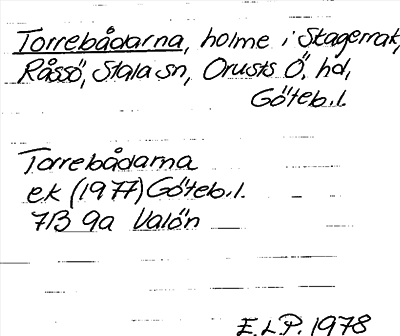 Torrebådarna, holme i Skagerrak,
Råssö, Stala sn, Orusts Ö. hd,
Göteb.l.
Torrebådarna
ek (1977) Göteb.l.
7B 9a Valön
E.L.P. 1978